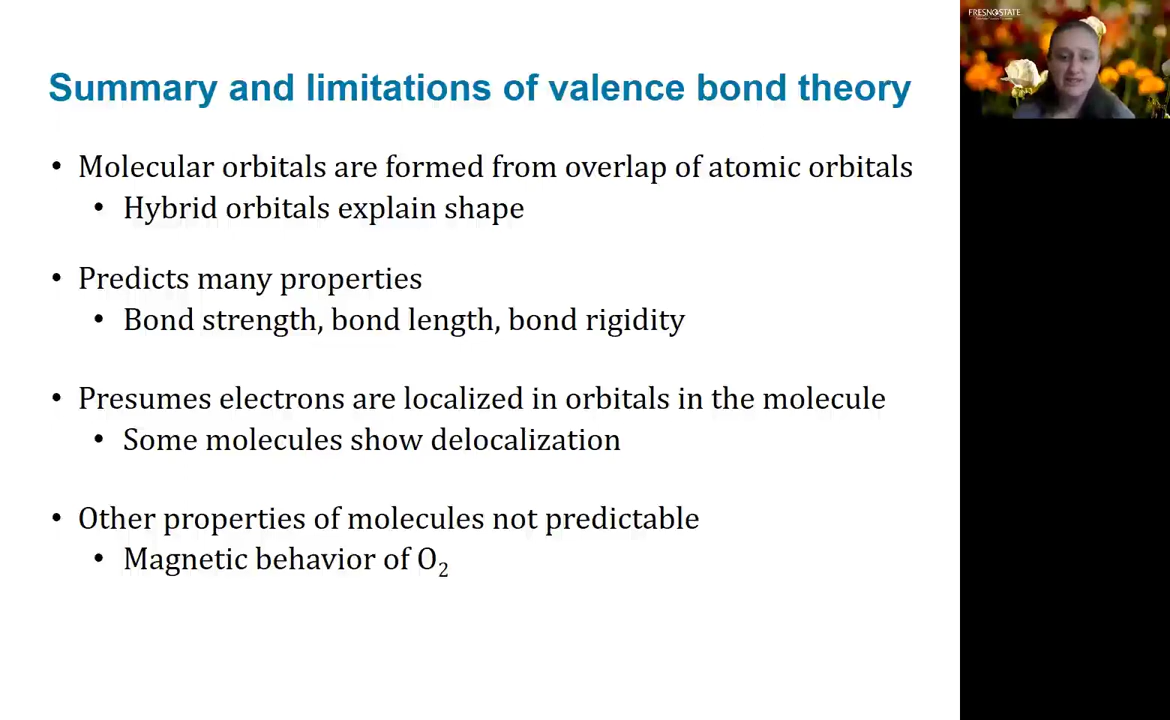 FRESNO STATE
Summary and limitations of valence bond theory
• Molecular orbitals are formed from overlap of atomic orbitals
• Hybrid orbitals explain shape
• Predicts many properties
• Bond strength, bond length, bond rigidity
• Presumes electrons are localized in orbitals in the molecule
• Some molecules show delocalization
• Other properties of molecules not predictable
• Magnetic behavior of O₂